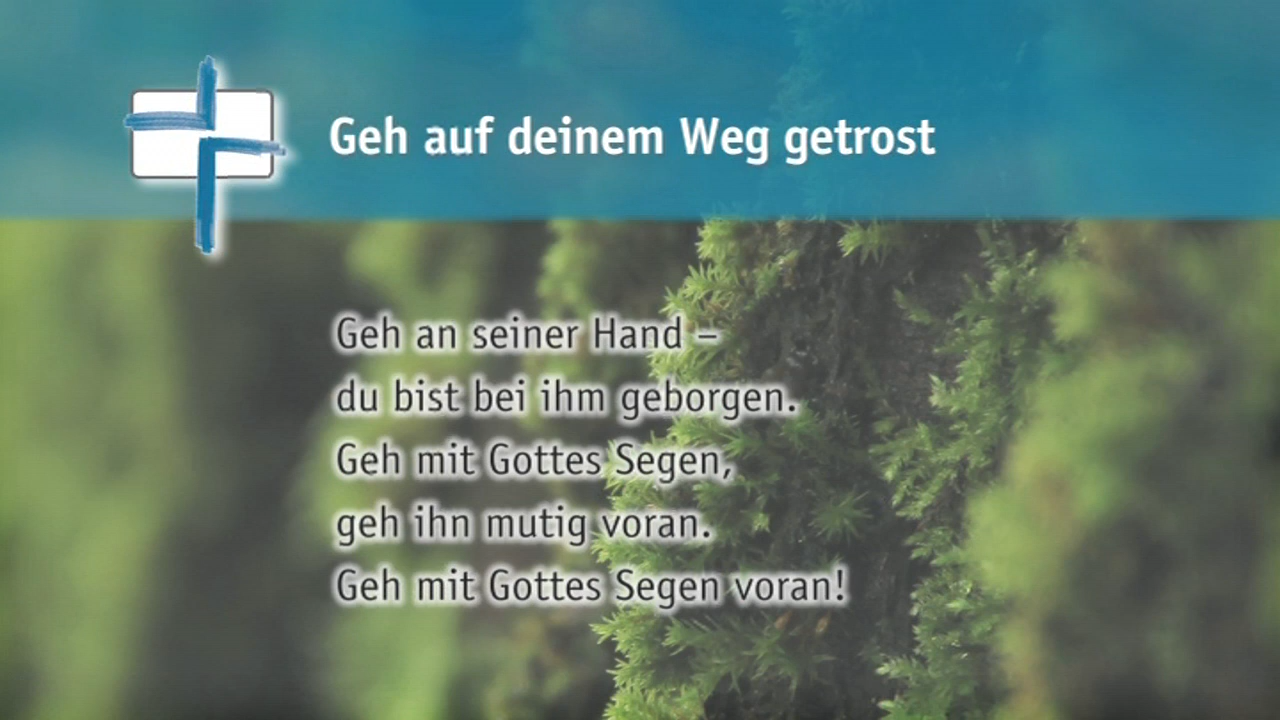 Geh auf deinem Weg getrost
Geh an seiner Hand –
du bist bei ihm geborgen.
Geh mit Gottes Segen,
geh ihn mutig voran.
Geh mit Gottes Segen voran!